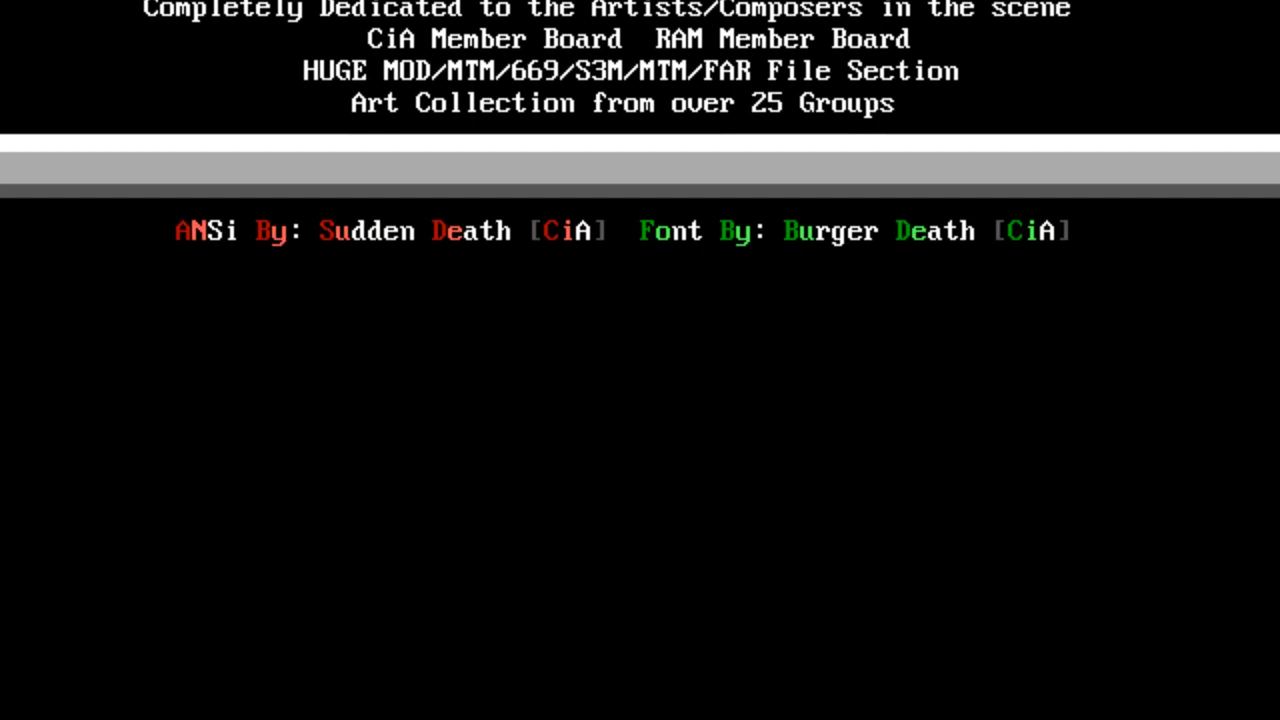 Completely Dedicated to the Artists/Composers in the scene
CiA Member Board  RAM Member Board
HUGE MOD/MTM/669/S3M/MTM/FAR File Section
Art Collection from over 25 Groups
ANSi By: Sudden Death [CiA]  Font By: Burger Death [CiA]